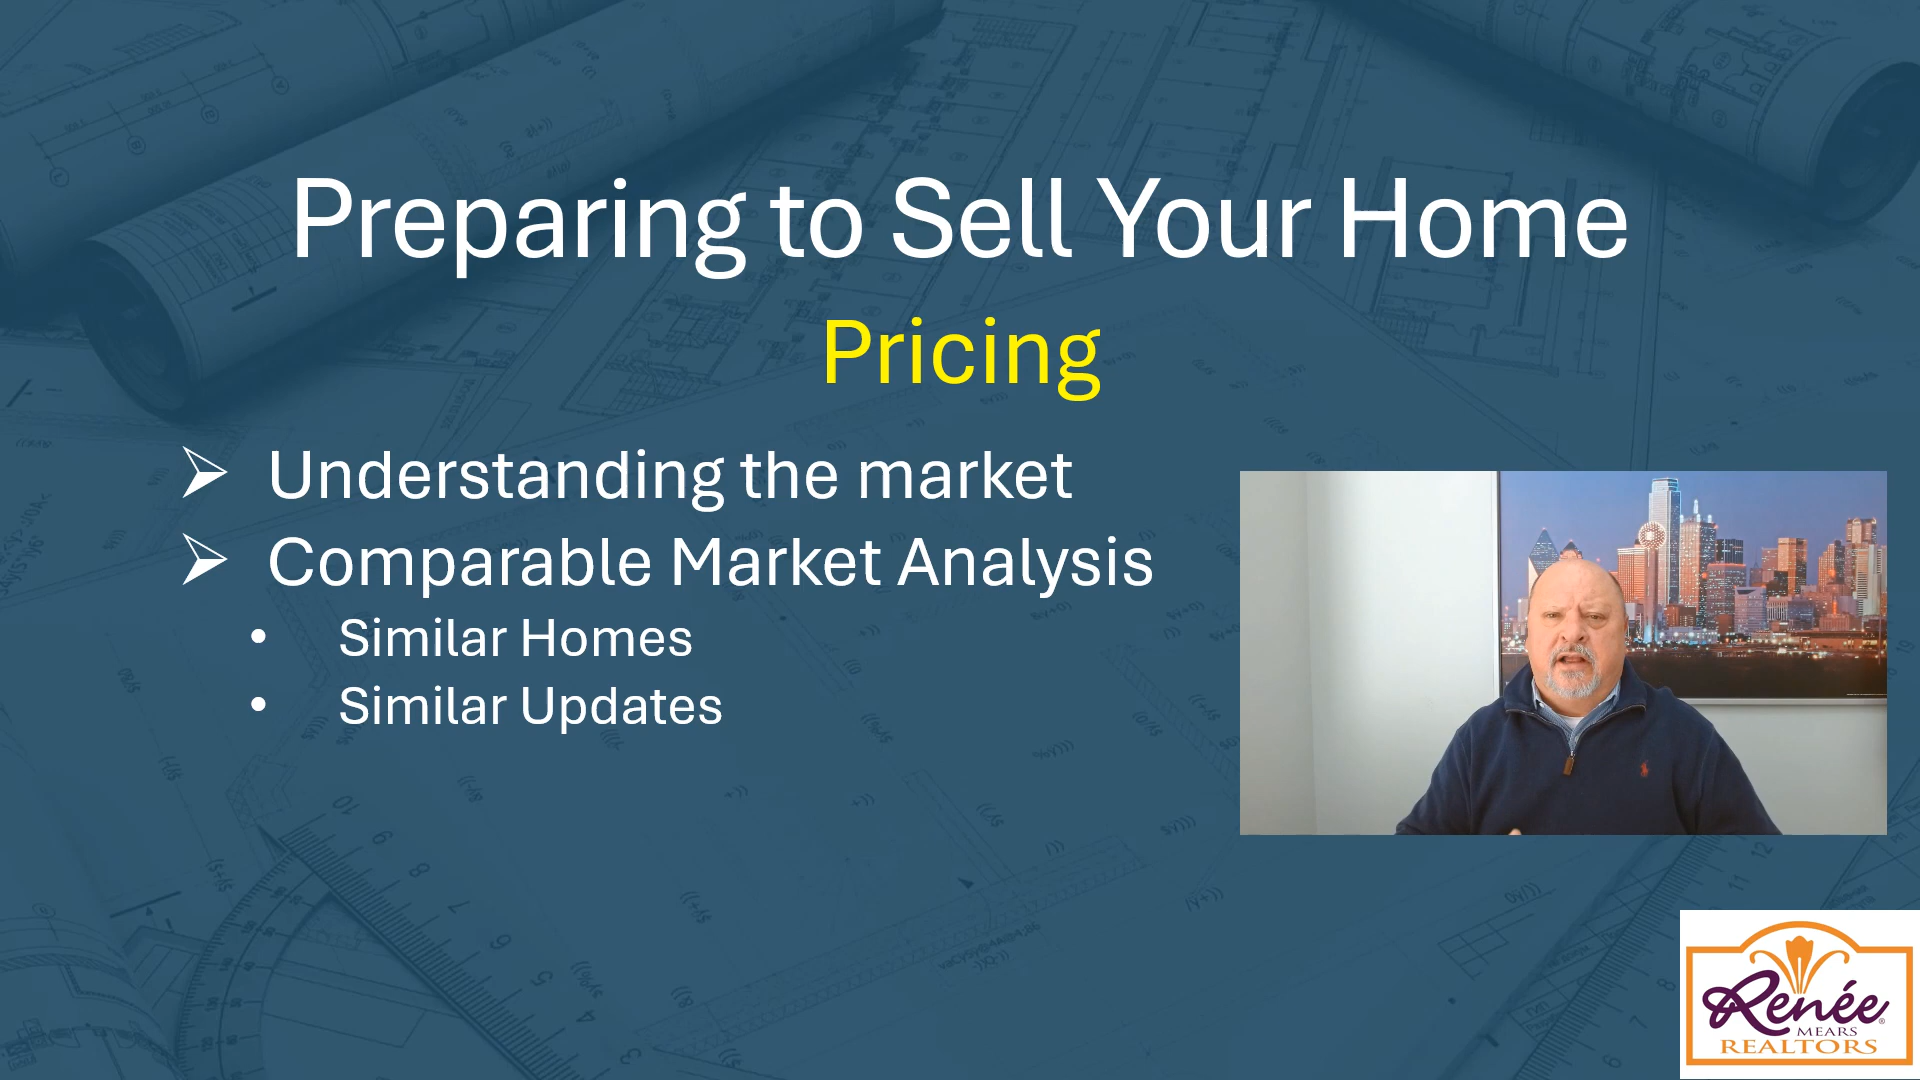 Preparing to Sell Your Home
Pricing
Understanding the market
Comparable Market Analysis
Similar Homes
Similar Updates
Renée®
MEARS
REALTORS